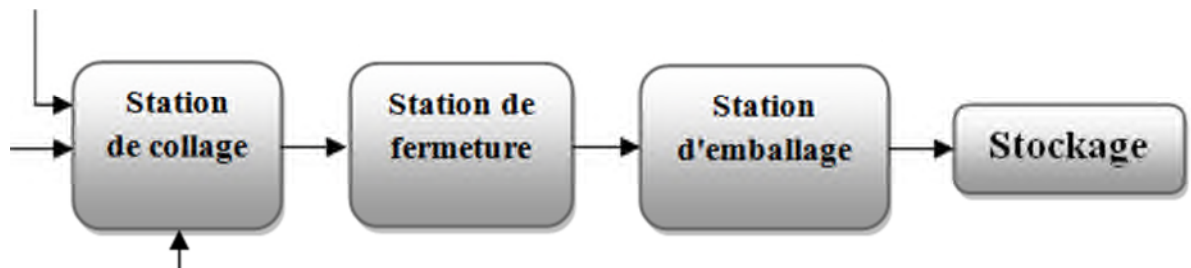 Station
de collage
Station de
fermeture
Station
d'emballage
Stockage